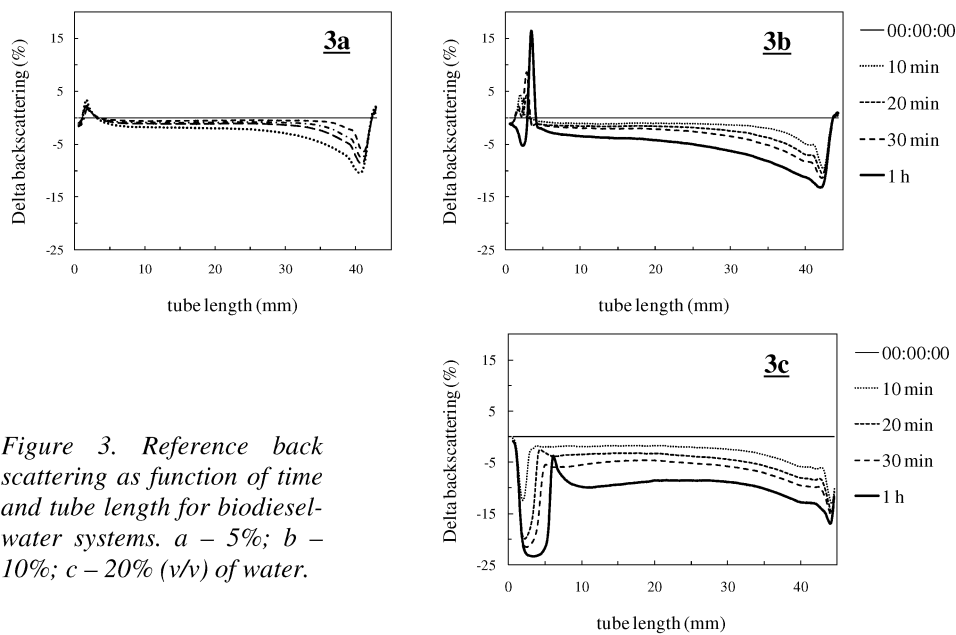 3a
Delta backscattering (%)
15
5
-5
-15
-25
0
10
20
30
40
tube length (mm)
3b
Delta backscattering (%)
15
5
-5
-15
-25
0
10
20
30
40
tube length (mm)
00:00:00
10 min
20 min
30 min
1 h
3c
Delta backscattering (%)
15
5
-5
-15
-25
0
10
20
30
40
tube length (mm)
00:00:00
10 min
20 min
30 min
1 h
Figure 3. Reference back
scattering as function of time
and tube length for biodiesel-
water systems. a – 5%; b –
10%; c – 20% (v/v) of water.